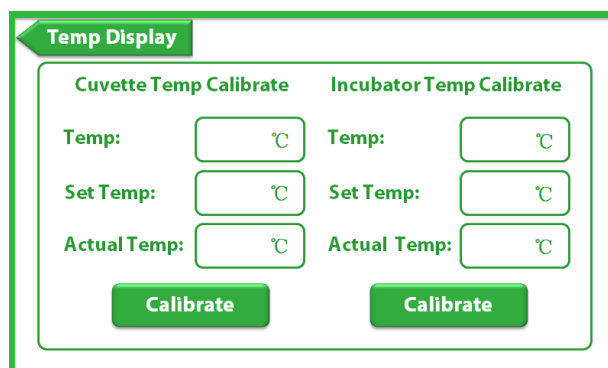 Temp Display
Cuvette Temp Calibrate
Temp: ℃
Set Temp: ℃
Actual Temp: ℃
Calibrate
Incubator Temp Calibrate
Temp: ℃
Set Temp: ℃
Actual Temp: ℃
Calibrate